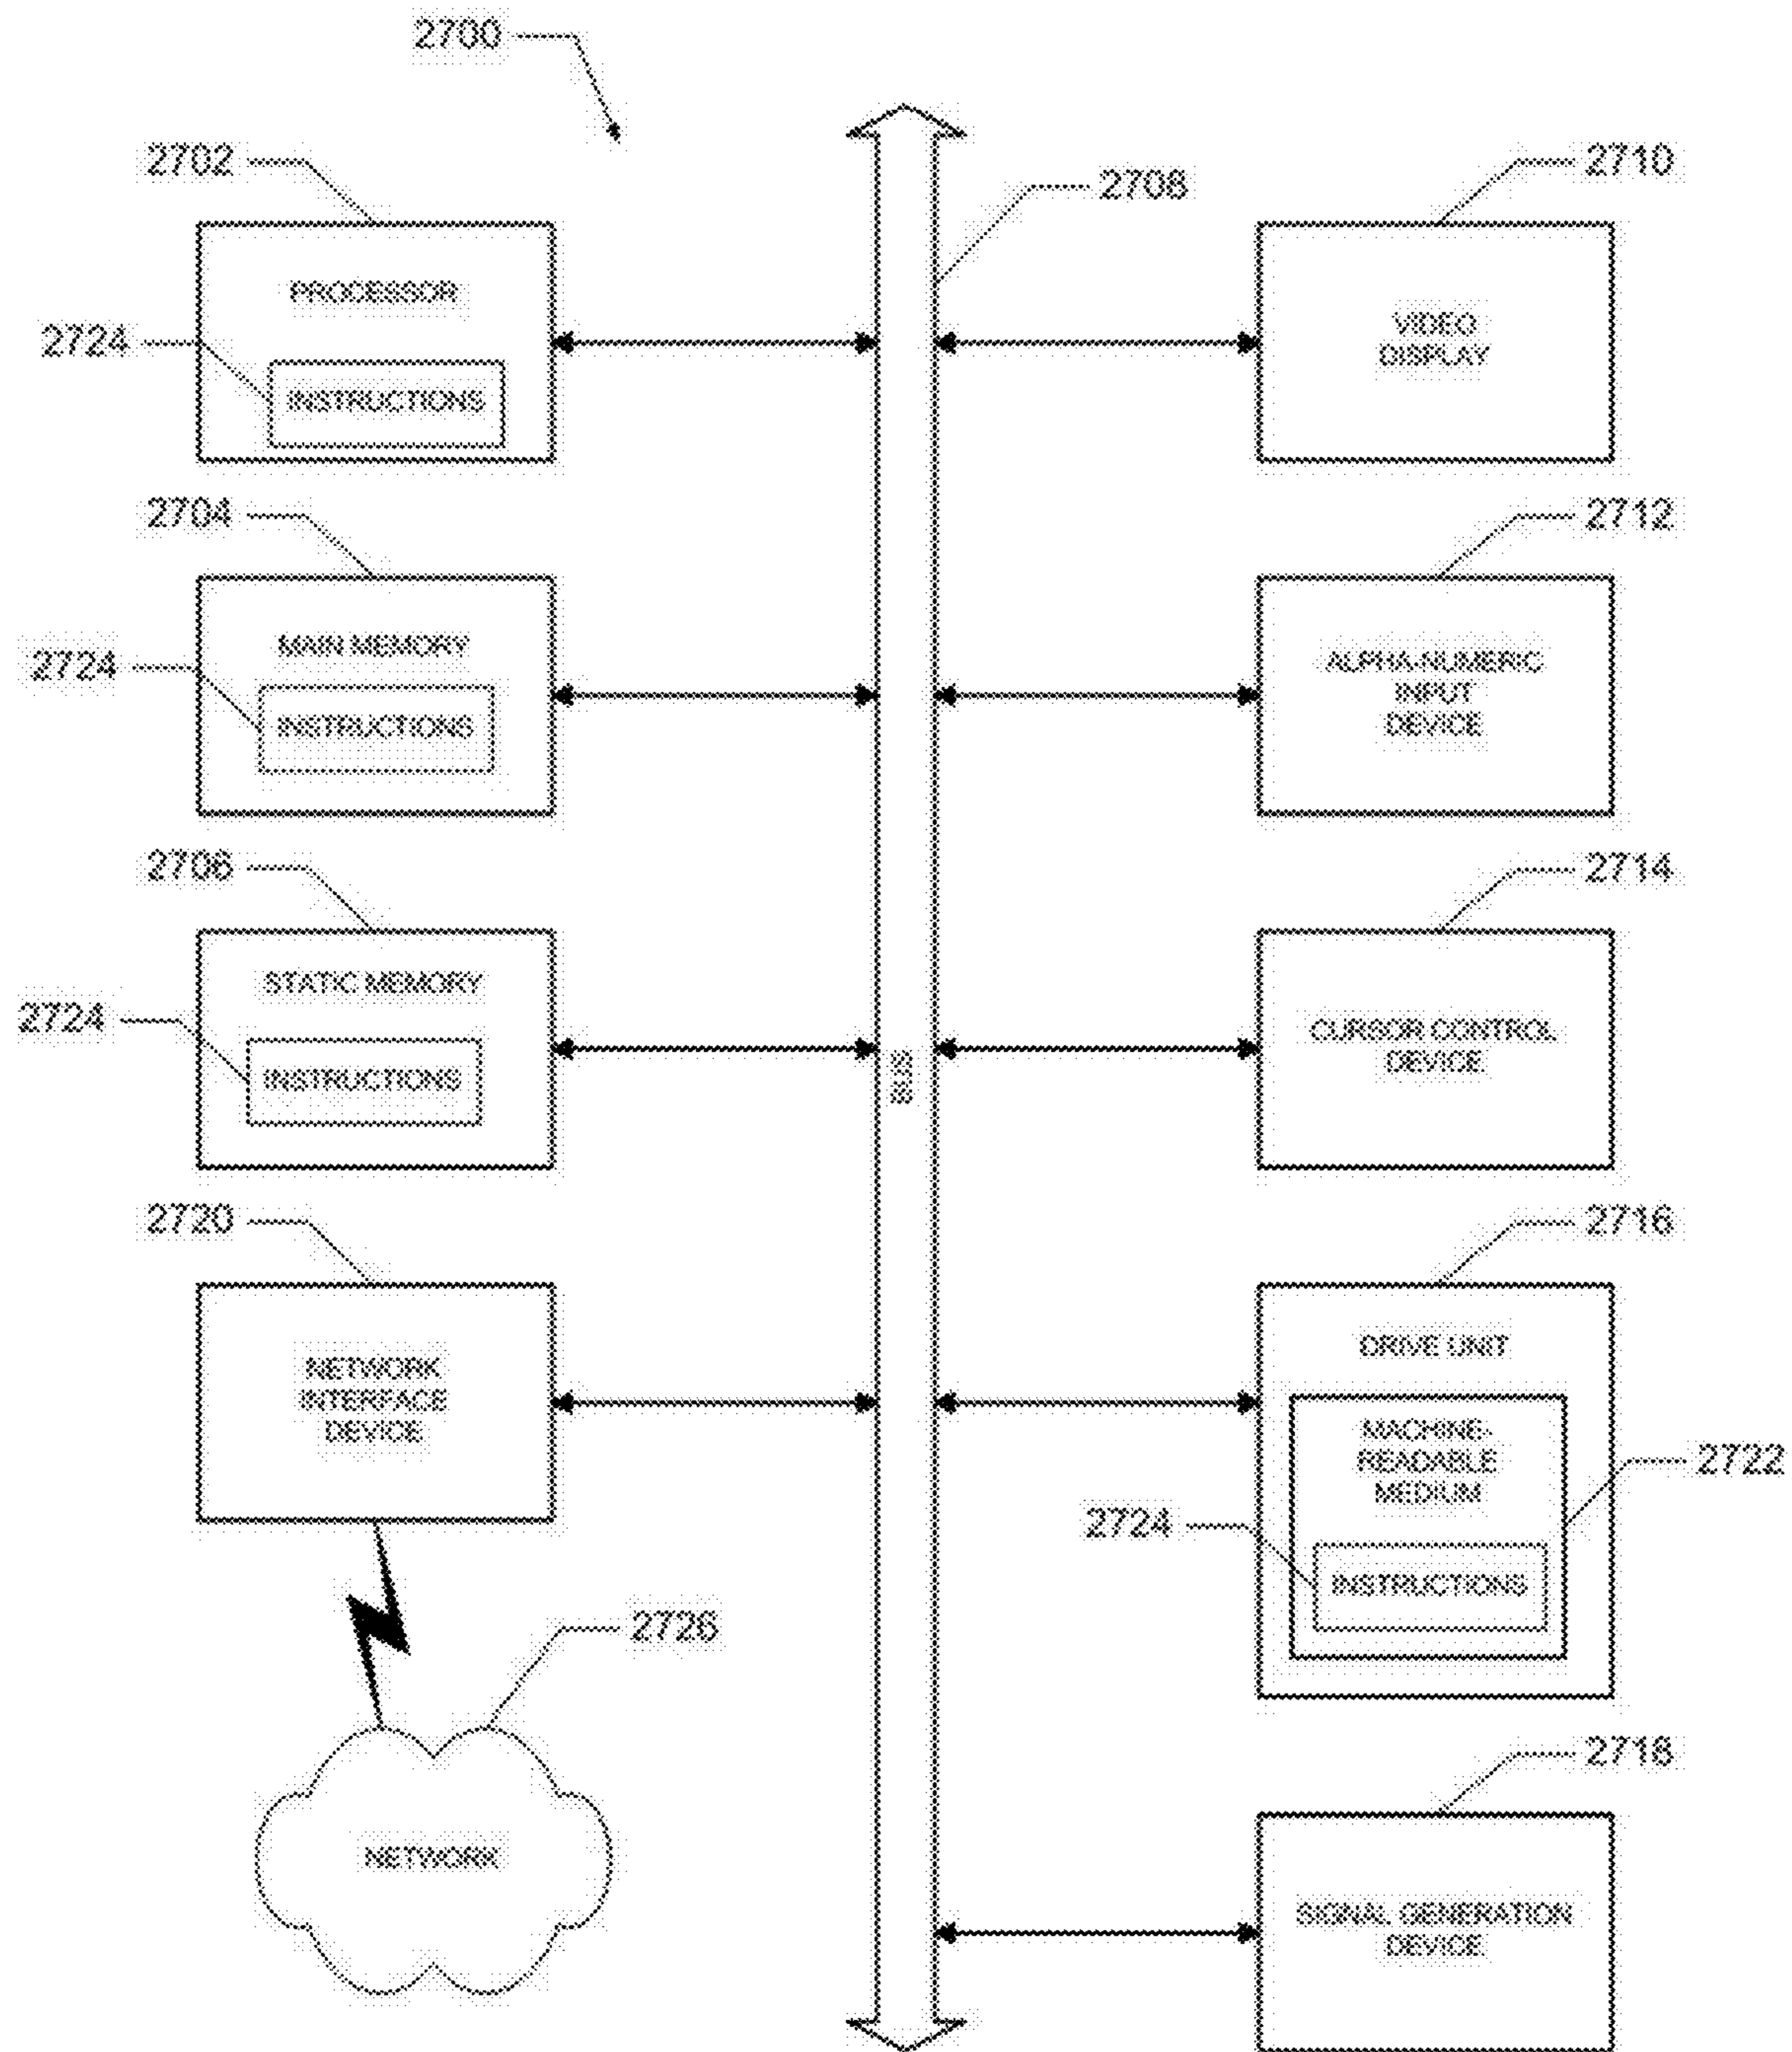 2700
2702
PROCESSOR
2724
INSTRUCTIONS
2704
MAIN MEMORY
2724
INSTRUCTIONS
2706
STATIC MEMORY
2724
INSTRUCTIONS
2720
NETWORK
INTERFACE
DEVICE
2726
NETWORK
2708
BUS
2710
VIDEO
DISPLAY
2712
ALPHA-NUMERIC
INPUT
DEVICE
2714
CURSOR CONTROL
DEVICE
2716
DRIVE UNIT
MACHINE-
READABLE
MEDIUM
2722
2724
INSTRUCTIONS
2718
SIGNAL GENERATION
DEVICE